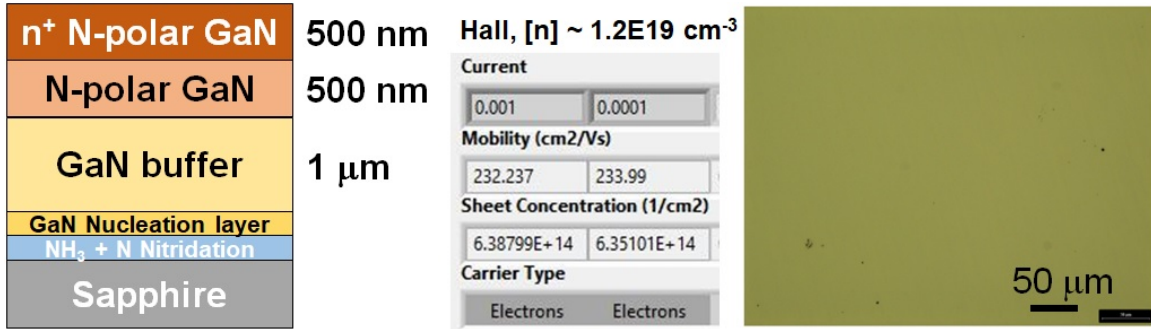 n⁺ N-polar GaN
500 nm
N-polar GaN
500 nm
GaN buffer
1 μm
GaN Nucleation layer
NH₃ + N Nitridation
Sapphire
Hall, [n] ~ 1.2E19 cm⁻³
Current
0.001 0.0001
Mobility (cm2/Vs)
232.237 233.99
Sheet Concentration (1/cm2)
6.38799E+14 6.35101E+14
Carrier Type
Electrons Electrons
50 μm